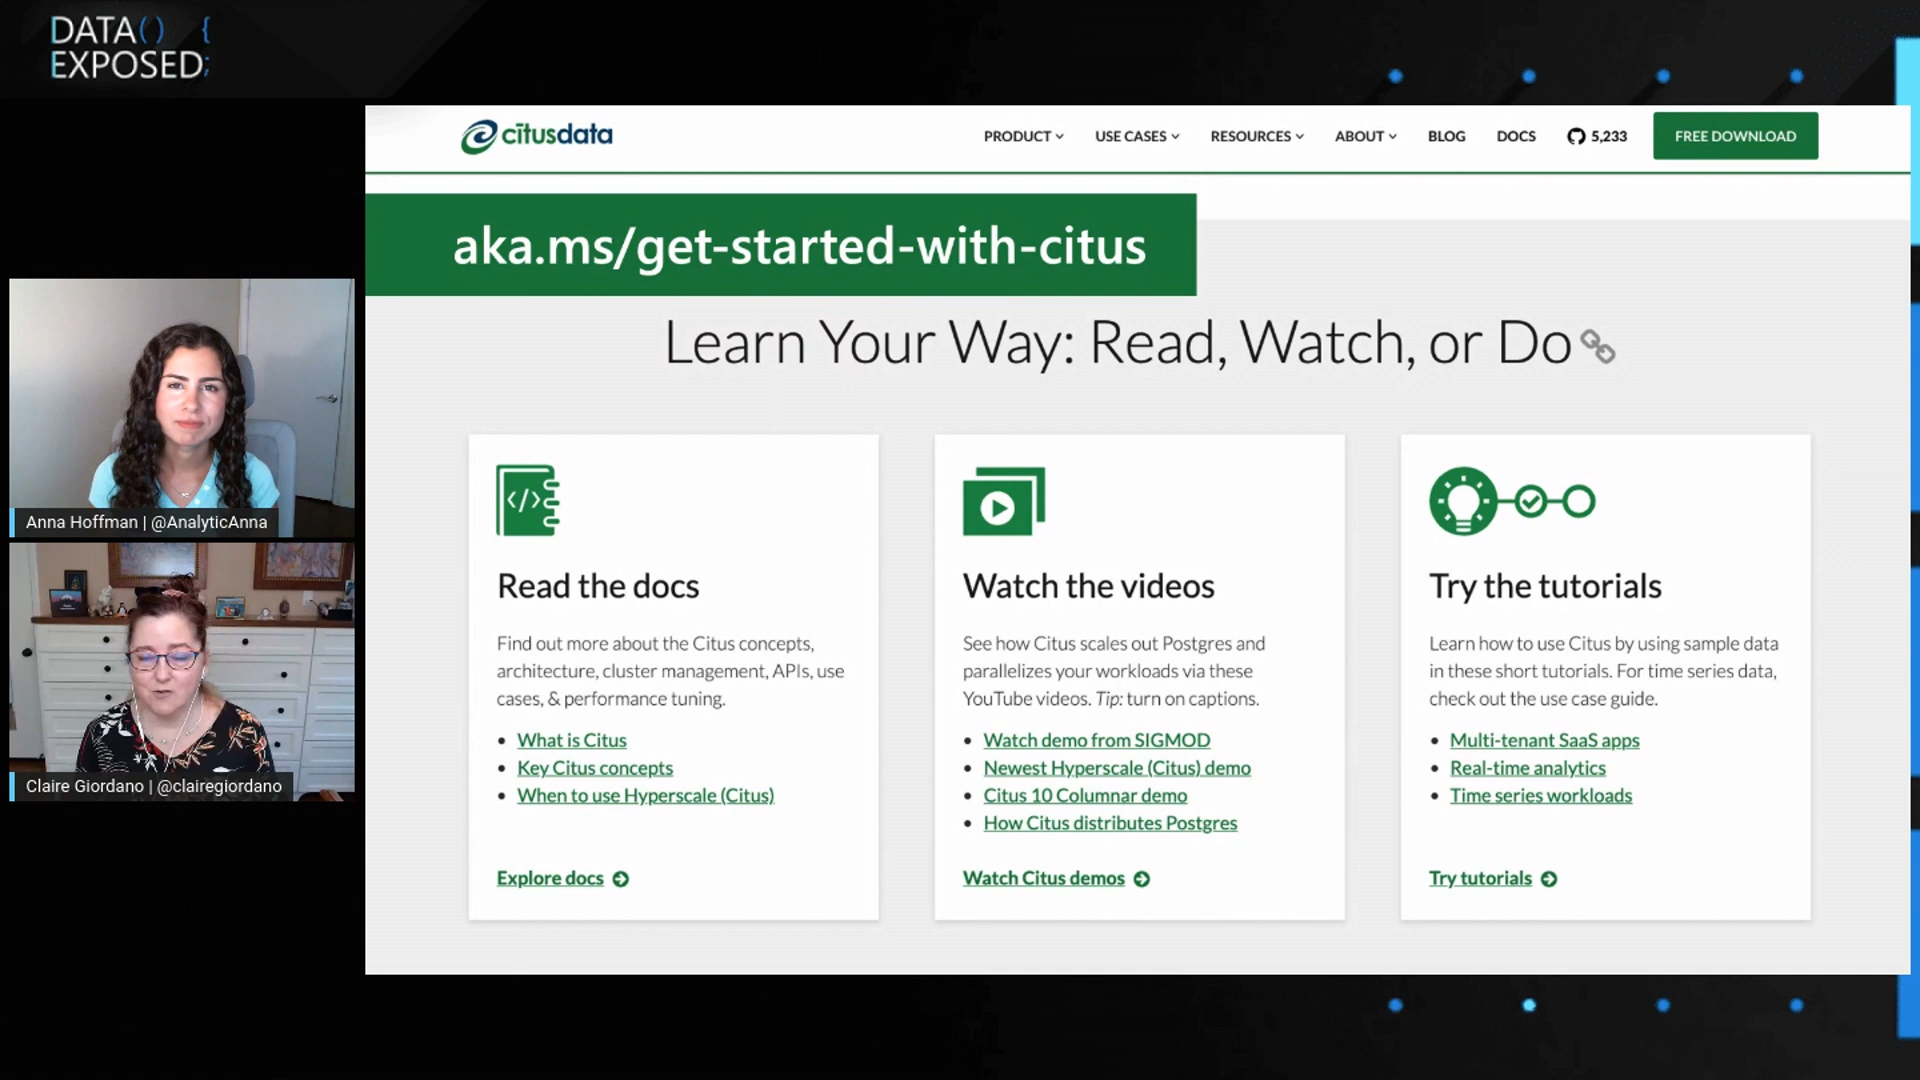 DATA() {
EXPOSED;
citusdata
PRODUCT
USE CASES
RESOURCES
ABOUT
BLOG
DOCS
5,233
FREE DOWNLOAD
aka.ms/get-started-with-citus
Learn Your Way: Read, Watch, or Do
Anna Hoffman | @AnalyticAnna
Claire Giordano | @clairegiordano
</>
Read the docs
Find out more about the Citus concepts,
architecture, cluster management, APIs, use
cases, & performance tuning.
• What is Citus
• Key Citus concepts
• When to use Hyperscale (Citus)
Explore docs
Watch the videos
See how Citus scales out Postgres and
parallelizes your workloads via these
YouTube videos. Tip: turn on captions.
• Watch demo from SIGMOD
• Newest Hyperscale (Citus) demo
• Citus 10 Columnar demo
• How Citus distributes Postgres
Watch Citus demos
Try the tutorials
Learn how to use Citus by using sample data
in these short tutorials. For time series data,
check out the use case guide.
• Multi-tenant SaaS apps
• Real-time analytics
• Time series workloads
Try tutorials